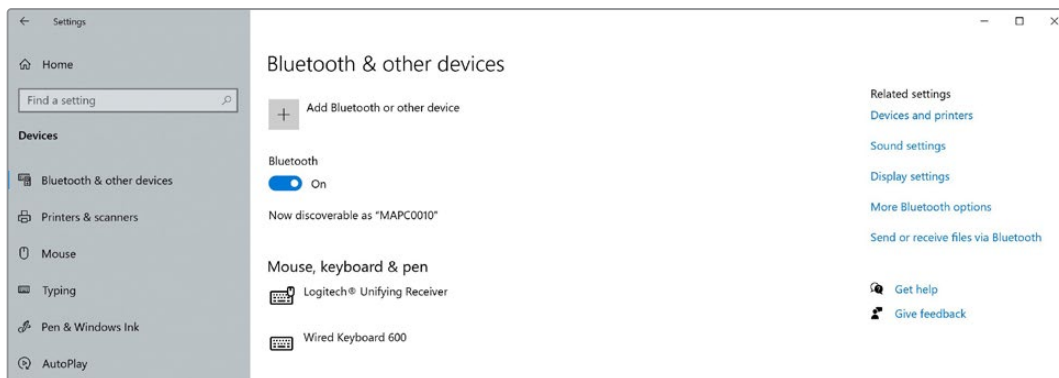 Settings
Home
Find a setting
Devices
Bluetooth & other devices
Printers & scanners
Mouse
Typing
Pen & Windows Ink
AutoPlay
Bluetooth & other devices
Add Bluetooth or other device
Bluetooth
On
Now discoverable as “MAPC0010”
Mouse, keyboard & pen
Logitech® Unifying Receiver
Wired Keyboard 600
Related settings
Devices and printers
Sound settings
Display settings
More Bluetooth options
Send or receive files via Bluetooth
Get help
Give feedback